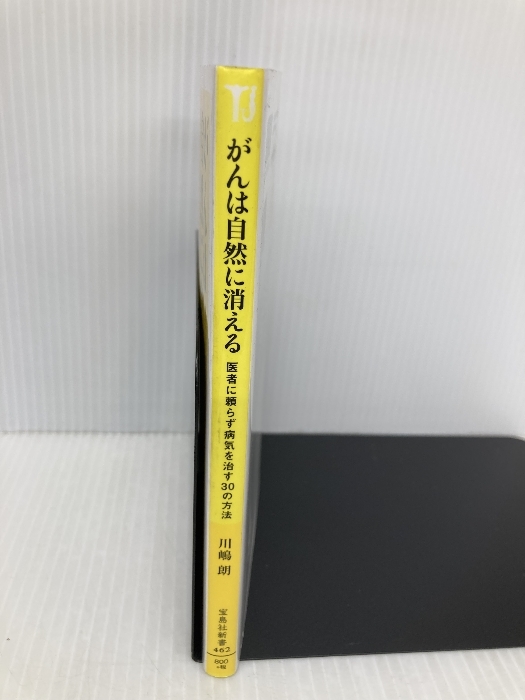 TJ
がんは自然に消える
医者に頼らず病気を治す30の方法
川嶋 朗
宝島社新書
462
800
+税